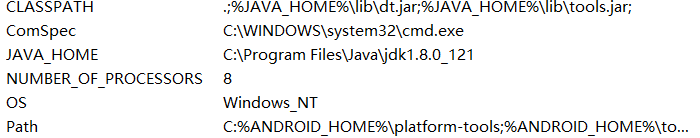 CLASSPATH .;%JAVA_HOME%\lib\dt.jar;%JAVA_HOME%\lib\tools.jar;
ComSpec C:\WINDOWS\system32\cmd.exe
JAVA_HOME C:\Program Files\Java\jdk1.8.0_121
NUMBER_OF_PROCESSORS 8
OS Windows_NT
Path C:%ANDROID_HOME%\platform-tools;%ANDROID_HOME%\to...